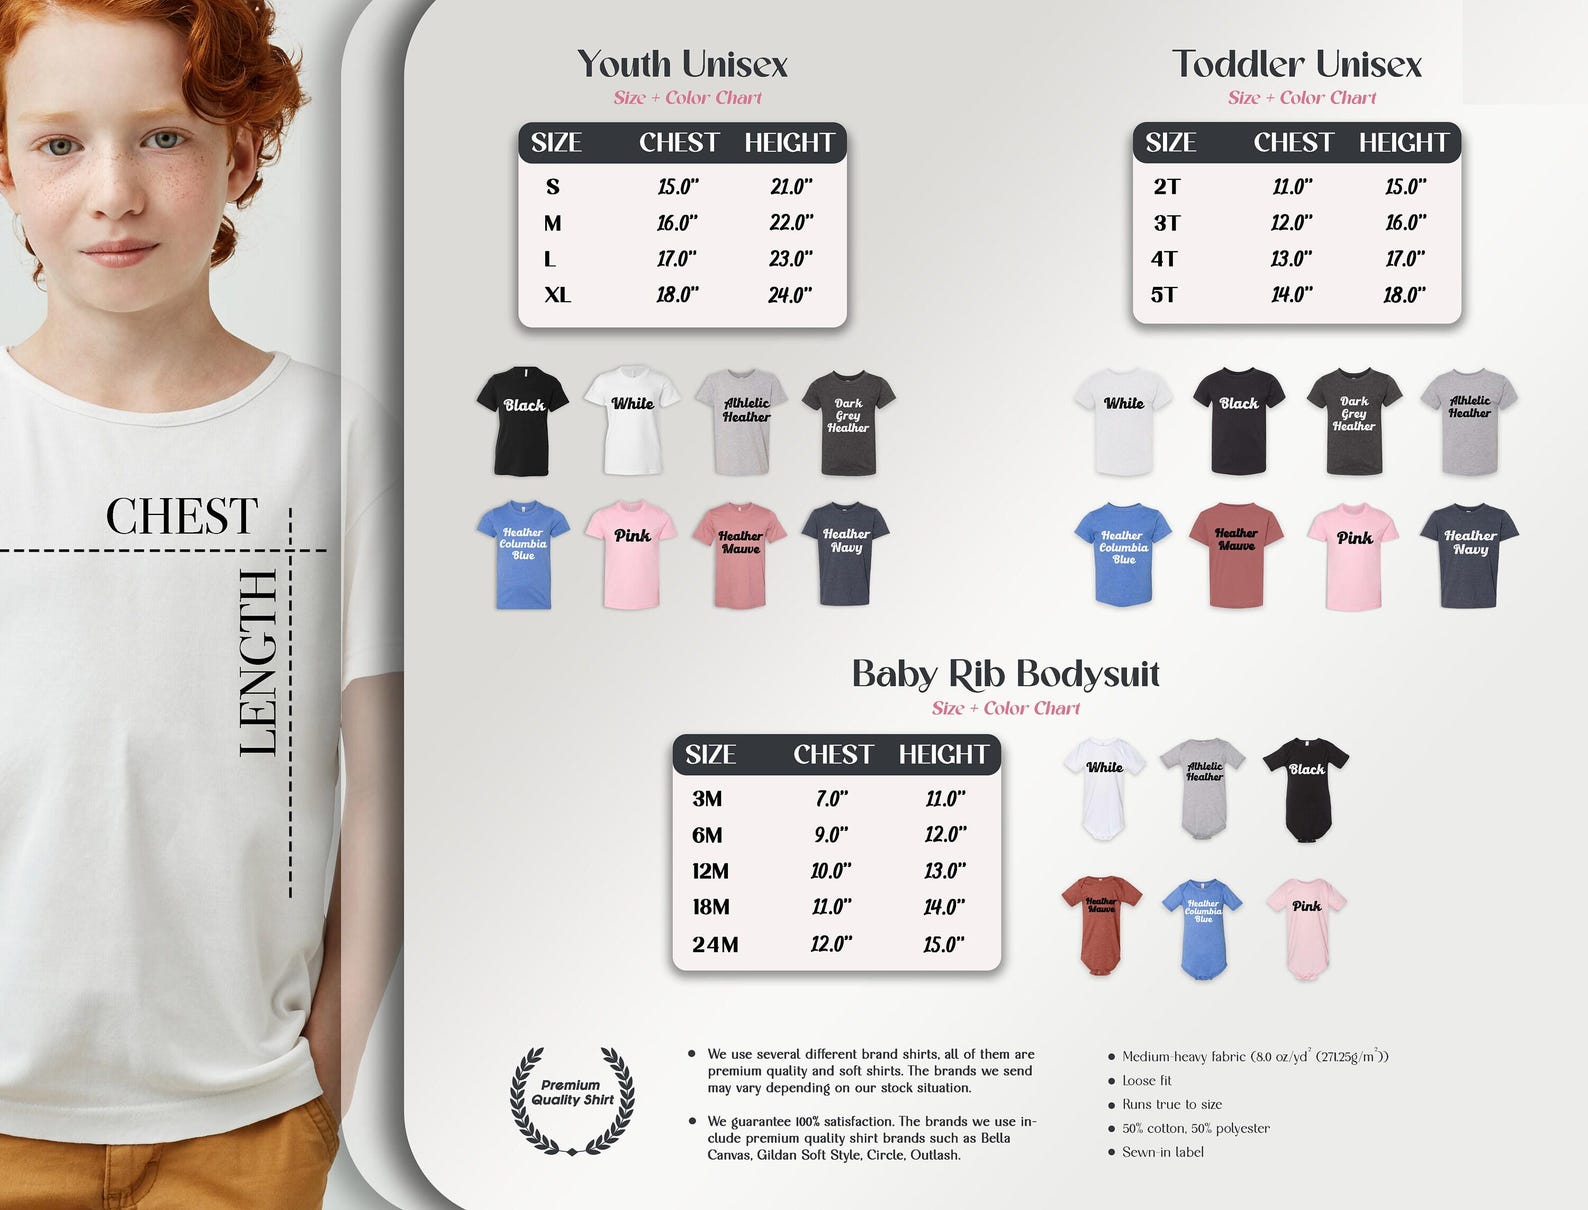 CHEST
LENGTH
Youth Unisex
Size + Color Chart
SIZE CHEST HEIGHT
S 15.0" 21.0"
M 16.0" 22.0"
L 17.0" 23.0"
XL 18.0" 24.0"
Black
White
Athletic
Heather
Dark
Grey
Heather
Heather
Columbia
Blue
Pink
Heather
Mauve
Heather
Navy
Toddler Unisex
Size + Color Chart
SIZE CHEST HEIGHT
2T 11.0" 15.0"
3T 12.0" 16.0"
4T 13.0" 17.0"
5T 14.0" 18.0"
White
Black
Dark
Grey
Heather
Athletic
Heather
Heather
Columbia
Blue
Heather
Mauve
Pink
Heather
Navy
Baby Rib Bodysuit
Size + Color Chart
SIZE CHEST HEIGHT
3M 7.0" 11.0"
6M 9.0" 12.0"
12M 10.0" 13.0"
18M 11.0" 14.0"
24M 12.0" 15.0"
White
Athletic
Heather
Black
Heather
Mauve
Heather
Columbia
Blue
Pink
Premium
Quality Shirt
• We use several different brand shirts, all of them are
premium quality and soft shirts. The brands we send
may vary depending on our stock situation.
• We guarantee 100% satisfaction. The brands we use in-
clude premium quality shirt brands such as Bella
Canvas, Gildan Soft Style, Circle, Outlash.
• Medium-heavy fabric (8.0 oz/yd² (271.25g/m²))
• Loose fit
• Runs true to size
• 50% cotton, 50% polyester
• Sewn-in label